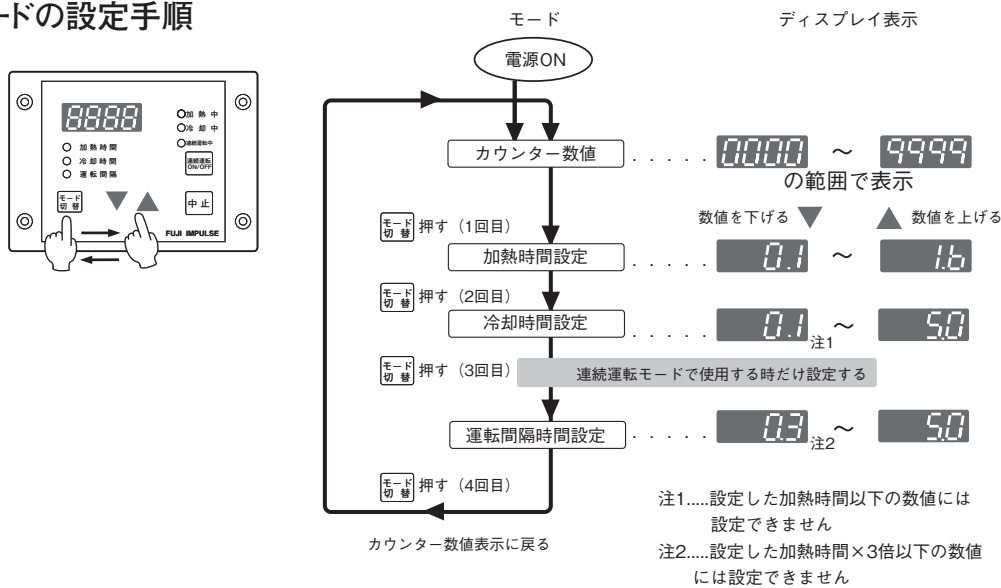 ードの設定手順
モード
ディスプレイ表示
電源ON
8888
加熱中
冷却中
連続運転中
加熱時間
冷却時間
運転間隔
連続運転
ON/OFF
モード
切替
中止
FUJI IMPULSE
カウンター数値 ..... 0000 ～ 9999
の範囲で表示
モード
切替
押す（1回目）
数値を下げる ▼ ▲ 数値を上げる
加熱時間設定 ..... 0.1 ～ 1.6
モード
切替
押す（2回目）
冷却時間設定 ..... 0.1 注1 ～ 5.0
モード
切替
押す（3回目）
連続運転モードで使用する時だけ設定する
運転間隔時間設定 ..... 0.3 注2 ～ 5.0
モード
切替
押す（4回目）
カウンター数値表示に戻る
注1.....設定した加熱時間以下の数値には
設定できません
注2.....設定した加熱時間×3倍以下の数値
には設定できません